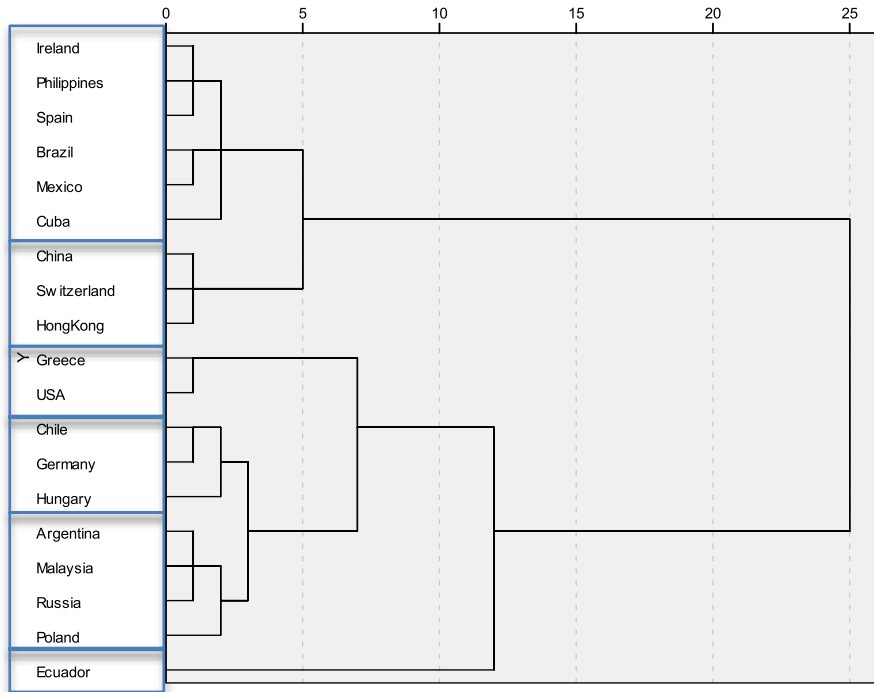 0 5 10 15 20 25
Ireland
Philippines
Spain
Brazil
Mexico
Cuba
China
Switzerland
HongKong
Y Greece
USA
Chile
Germany
Hungary
Argentina
Malaysia
Russia
Poland
Ecuador